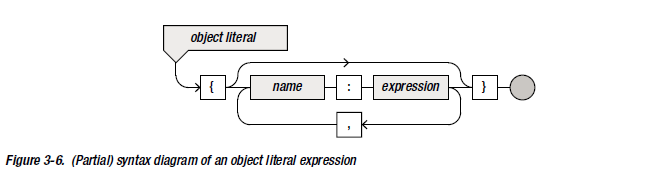 object literal
{ name : expression }
,
Figure 3-6. (Partial) syntax diagram of an object literal expression